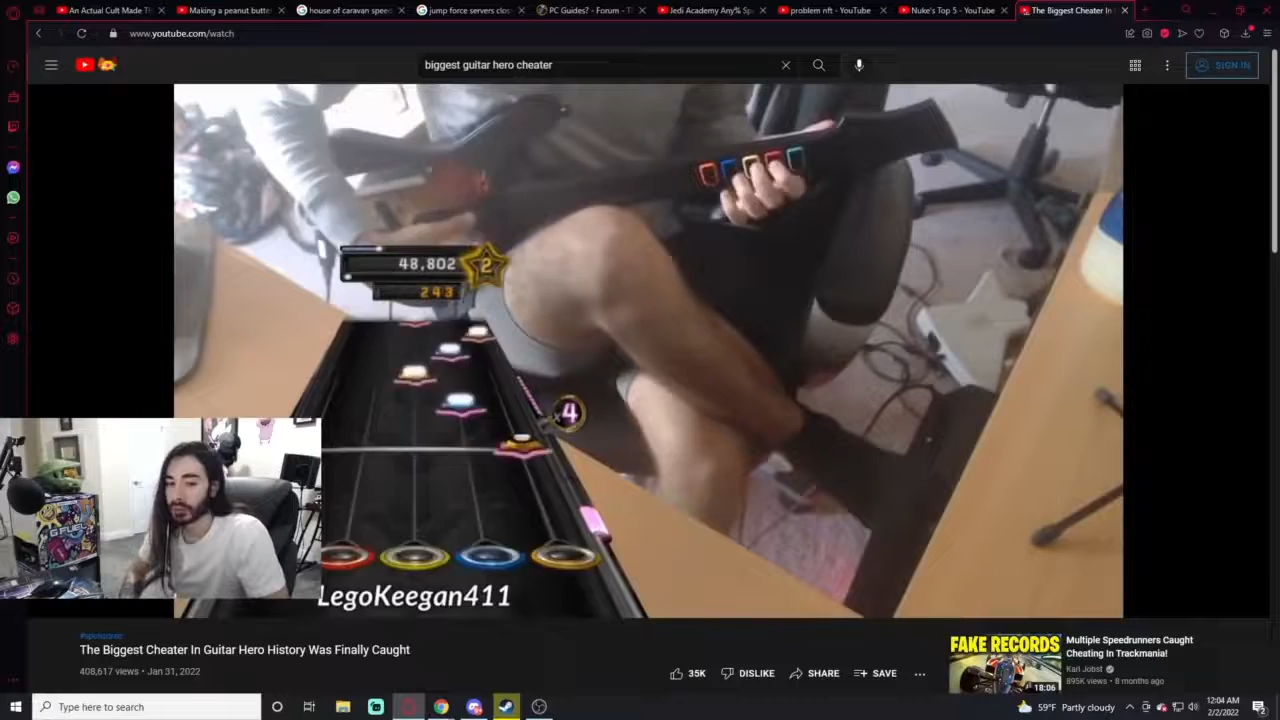 An Actual Cult Made Th
Making a peanut butte
house of caravan speed
jump force servers clos
PC Guides? - Forum - Th
Jedi Academy Any% Sp
problem nft - YouTube
Nuke's Top 5 - YouTube
The Biggest Cheater In
www.youtube.com/watch
biggest guitar hero cheater
SIGN IN
48,802
2
243
4
G FUEL
LegoKeegan411
#sponsored
The Biggest Cheater In Guitar Hero History Was Finally Caught
408,617 views • Jan 31, 2022
35K
DISLIKE
SHARE
SAVE
FAKE RECORDS
18:06
Multiple Speedrunners Caught
Cheating In Trackmania!
Karl Jobst
895K views • 8 months ago
Type here to search
59°F Partly cloudy
12:04 AM
2/2/2022